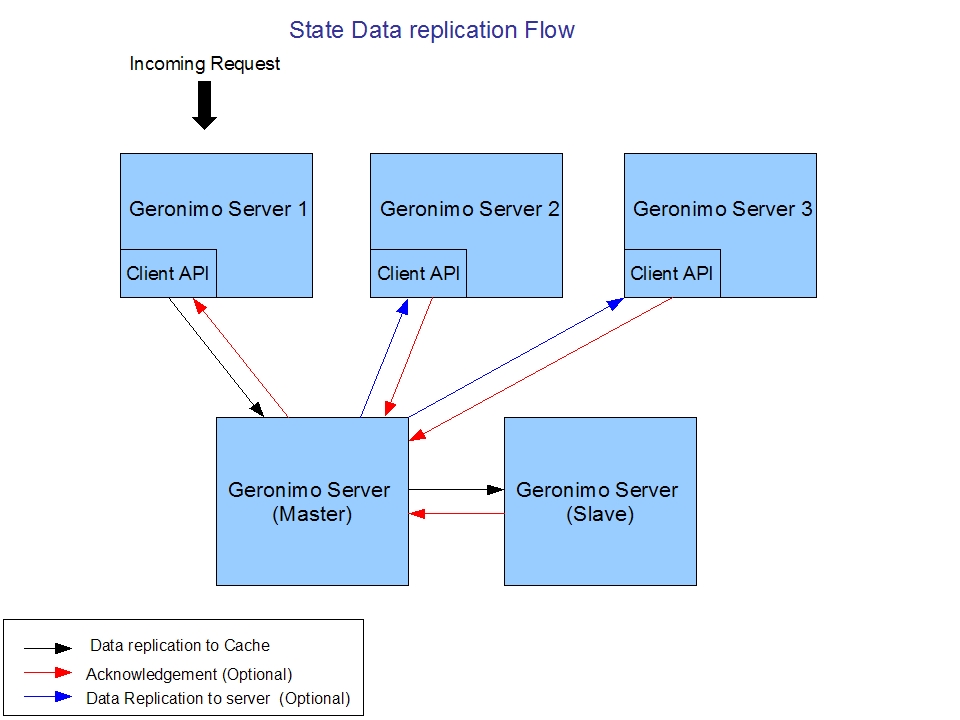 State Data replication Flow
Incoming Request
Geronimo Server 1
Geronimo Server 2
Geronimo Server 3
Client API
Client API
Client API
Geronimo Server
(Master)
Geronimo Server
(Slave)
Data replication to Cache
Acknowledgement (Optional)
Data Replication to server (Optional)